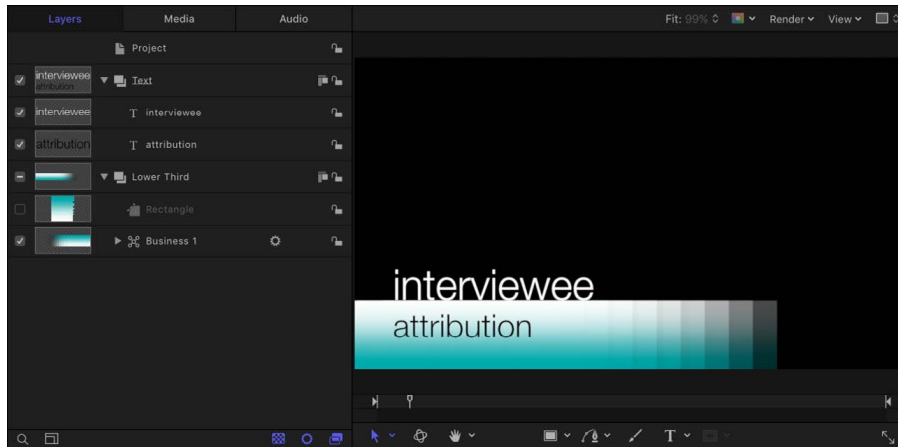 Layers Media Audio
Fit: 99% Render View
Project
interviewee
attribution
Text
interviewee
interviewee
attribution
attribution
Lower Third
Rectangle
Business 1
interviewee
attribution
T